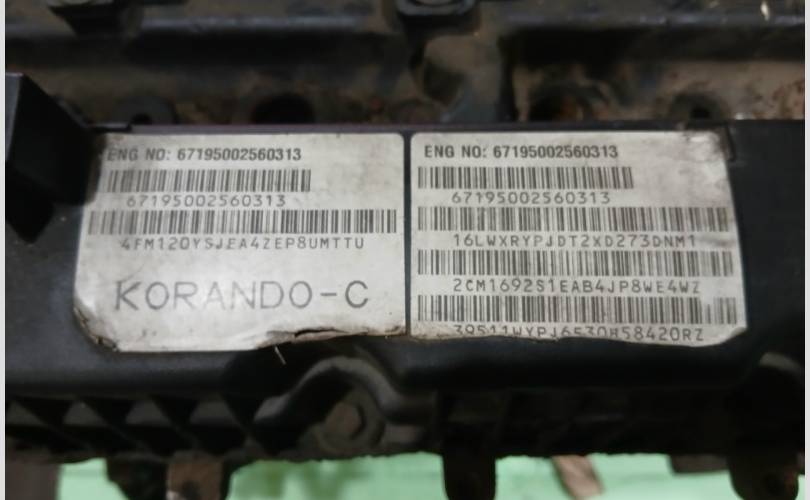 ENG NO: 67195002560313
67195002560313
4FM120YSJEA4ZEP8UMTTU
KORANDO-C
ENG NO: 67195002560313
67195002560313
16LWXRYPJDT2XD273DNM1
2CM1692S1EAB4JP8WE4WZ